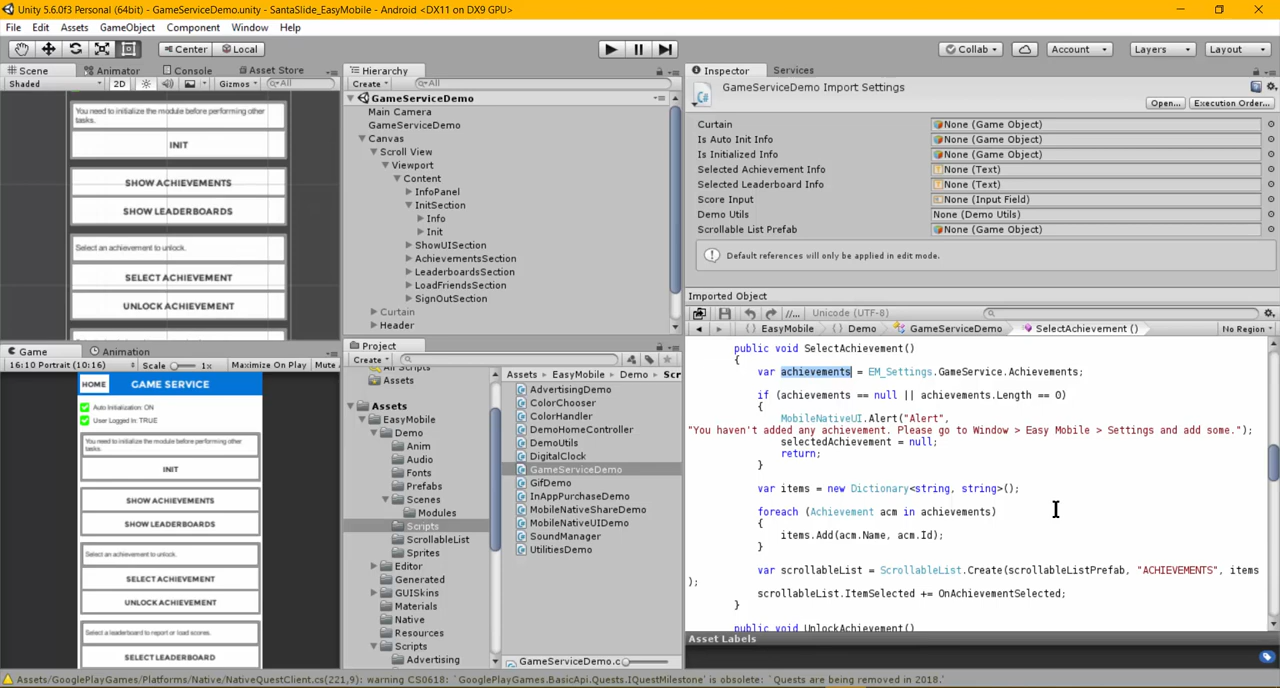 Unity 5.6.0f3 Personal (64bit) - GameServiceDemo.unity - SantaSlide_EasyMobile - Android <DX11 on DX9 GPU>
File Edit Assets GameObject Component Window Help
Center Local Collab Account Layers Layout
Scene Animator Console Asset Store
Shaded 2D Gizmos All
You need to initialize the module before performing other tasks.
INIT
SHOW ACHIEVEMENTS
SHOW LEADERBOARDS
Select an achievement to unlock.
SELECT ACHIEVEMENT
UNLOCK ACHIEVEMENT
Game Animation
16:10 Portrait (10:16) Scale 1x Maximize On Play Mute
HOME GAME SERVICE
Auto Initialization: ON
User Logged In: TRUE
You need to initialize the module before performing other tasks.
INIT
SHOW ACHIEVEMENTS
SHOW LEADERBOARDS
Select an achievement to unlock.
SELECT ACHIEVEMENT
UNLOCK ACHIEVEMENT
Select a leaderboard to report or load scores.
SELECT LEADERBOARD
Hierarchy
Create All
GameServiceDemo
Main Camera
GameServiceDemo
Canvas
Scroll View
Viewport
Content
InfoPanel
InitSection
Info
Init
ShowUISection
AchievementsSection
LeaderboardsSection
LoadFriendsSection
SignOutSection
Curtain
Header
Project
Create
All Scripts
Assets
Assets
EasyMobile
Demo
Anim
Audio
Fonts
Prefabs
Scenes
Modules
Scripts
ScrollableList
Sprites
Editor
Generated
GUISkins
Materials
Native
Resources
Scripts
Advertising
Assets EasyMobile Demo Scr
AdvertisingDemo
ColorChooser
ColorHandler
DemoHomeController
DemoUtils
DigitalClock
GameServiceDemo
GifDemo
InAppPurchaseDemo
MobileNativeShareDemo
MobileNativeUIDemo
SoundManager
UtilitiesDemo
GameServiceDemo.c
Inspector Services
GameServiceDemo Import Settings
Open... Execution Order...
Curtain None (Game Object)
Is Auto Init Info None (Game Object)
Is Initialized Info None (Game Object)
Selected Achievement Info None (Text)
Selected Leaderboard Info None (Text)
Score Input None (Input Field)
Demo Utils None (Demo Utils)
Scrollable List Prefab None (Game Object)
Default references will only be applied in edit mode.
Imported Object
//... Unicode (UTF-8)
EasyMobile Demo GameServiceDemo SelectAchievement () No Region
public void SelectAchievement()
{
var achievements = EM_Settings.GameService.Achievements;
if (achievements == null || achievements.Length == 0)
{
MobileNativeUI.Alert("Alert",
"You haven't added any achievement. Please go to Window > Easy Mobile > Settings and add some.");
selectedAchievement = null;
return;
}
var items = new Dictionary<string, string>();
foreach (Achievement acm in achievements)
{
items.Add(acm.Name, acm.Id);
}
var scrollableList = ScrollableList.Create(scrollableListPrefab, "ACHIEVEMENTS", items
);
scrollableList.ItemSelected += OnAchievementSelected;
}
public void UnlockAchievement()
Asset Labels
Assets/GooglePlayGames/Platforms/Native/NativeQuestClient.cs(221,9): warning CS0618: `GooglePlayGames.BasicApi.Quests.IQuestMilestone' is obsolete: `Quests are being removed in 2018.'